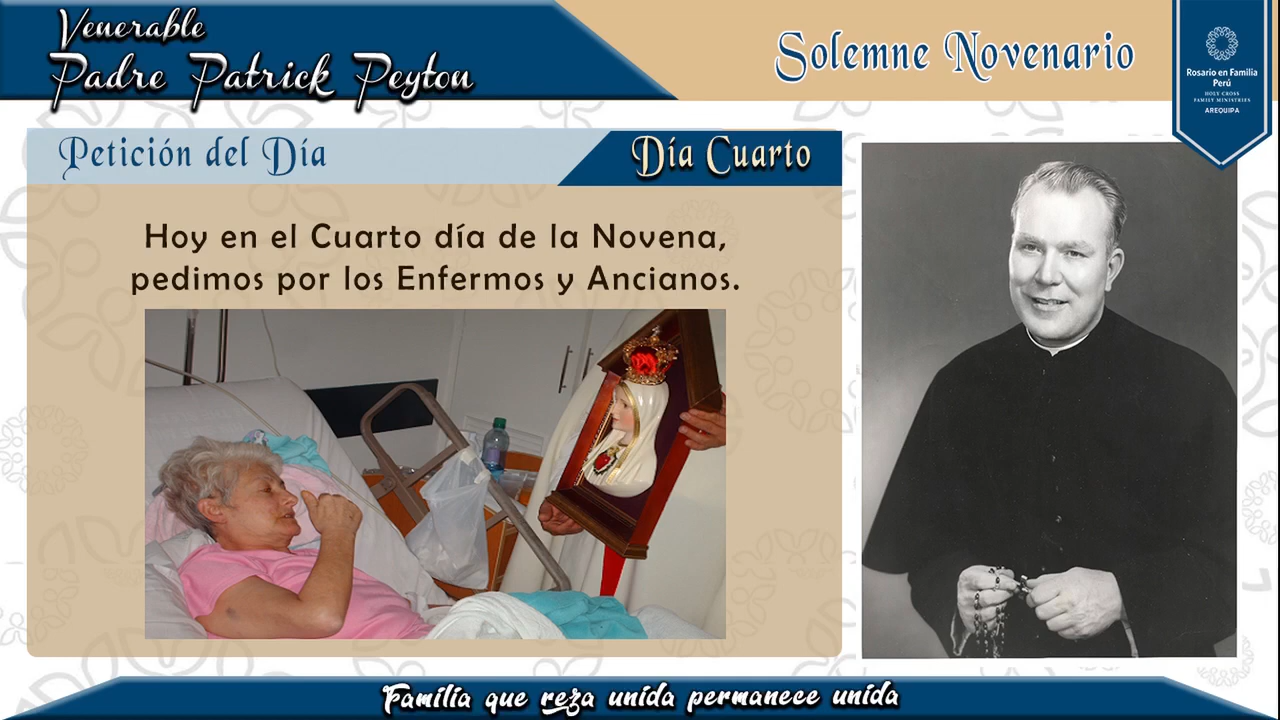 Venerable
Padre Patrick Peyton
Solemne Novenario
Rosario en Familia
Perú
HOLY CROSS
FAMILY MINISTRIES
AREQUIPA
Petición del Día
Día Cuarto
Hoy en el Cuarto día de la Novena,
pedimos por los Enfermos y Ancianos.
Familia que reza unida permanece unida